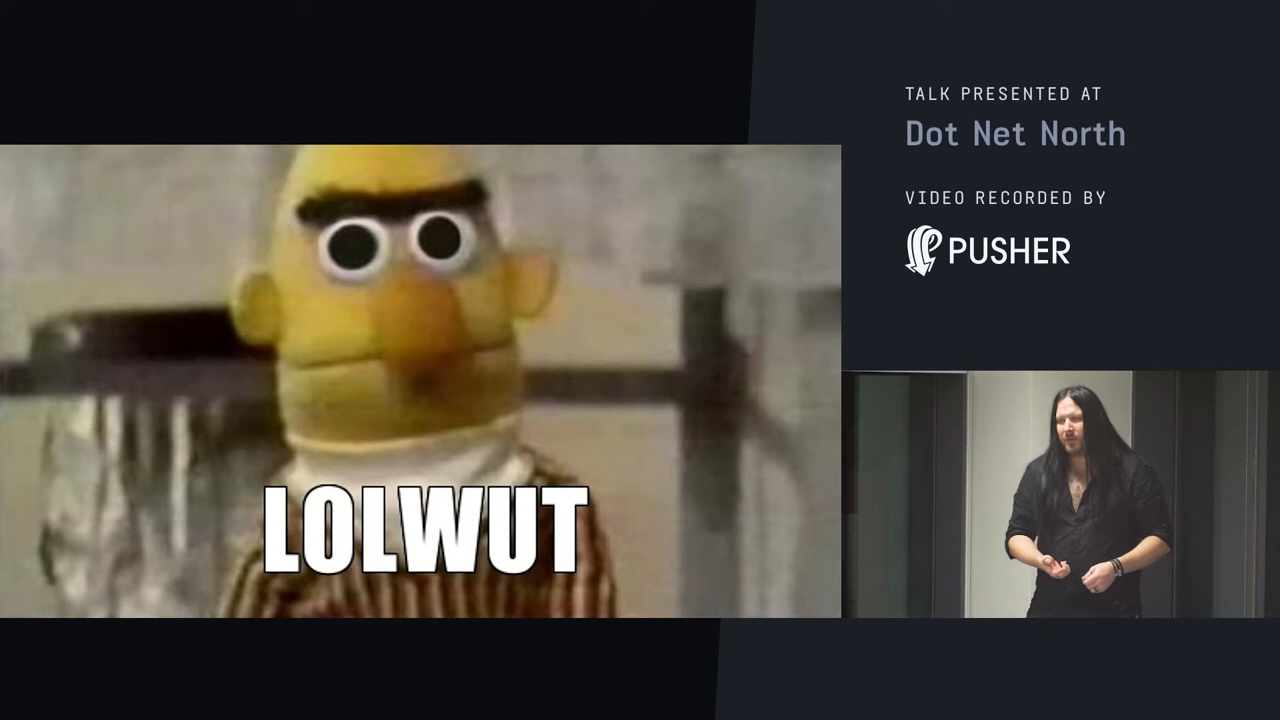 TALK PRESENTED AT
Dot Net North
VIDEO RECORDED BY
PUSHER
LOLWUT